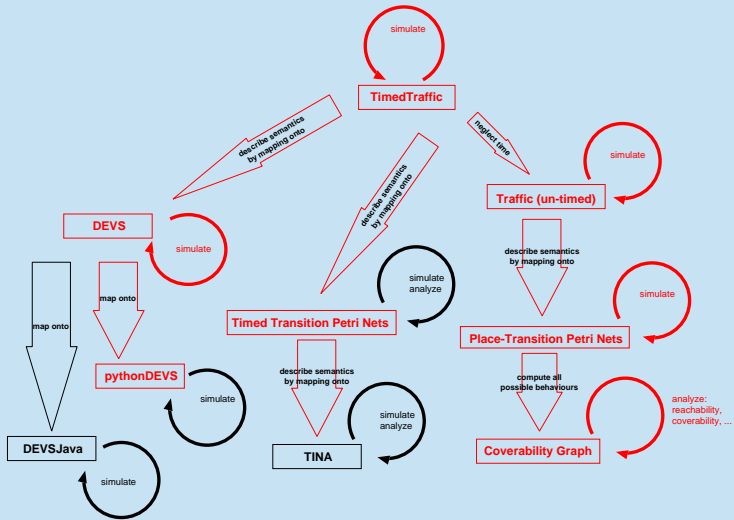 simulate
TimedTraffic
describe semantics
by mapping onto
neglect time
describe semantics
by mapping onto
simulate
Traffic (un-timed)
DEVS
simulate
describe semantics
by mapping onto
simulate
analyze
map onto
map onto
Timed Transition Petri Nets
simulate
Place-Transition Petri Nets
pythonDEVS
describe semantics
by mapping onto
compute all
possible behaviours
simulate
simulate
analyze
analyze:
reachability,
coverability, ...
DEVSJava
TINA
Coverability Graph
simulate